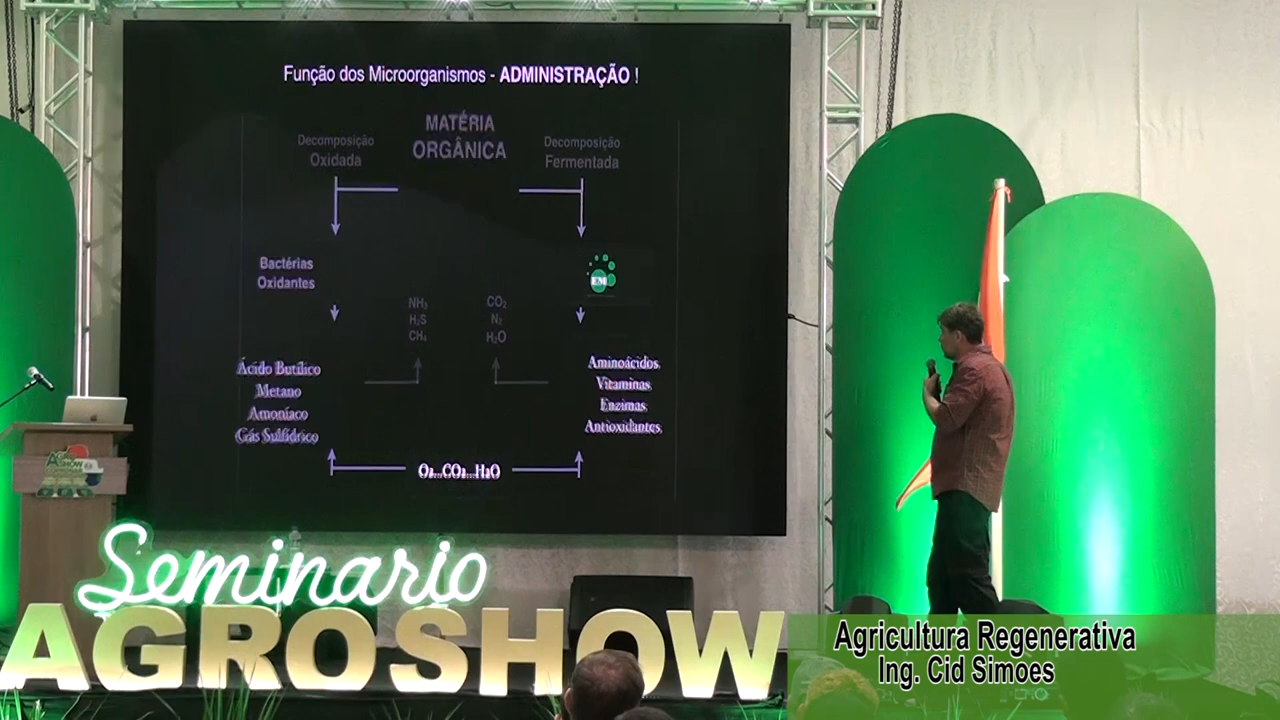 Função dos Microorganismos - ADMINISTRAÇÃO !
MATÉRIA
ORGÂNICA
Decomposição
Oxidada
Decomposição
Fermentada
Bactérias
Oxidantes
EM
NH₃
H₂S
CH₄
CO₂
N₂
H₂O
Ácido Butílico
Metano
Amoníaco
Gás Sulfídrico
Aminoácidos
Vitaminas
Enzimas
Antioxidantes
O₂...CO₂...H₂O
AGROSHOW
Seminario
AGROSHOW
Agricultura Regenerativa
Ing. Cid Simoes